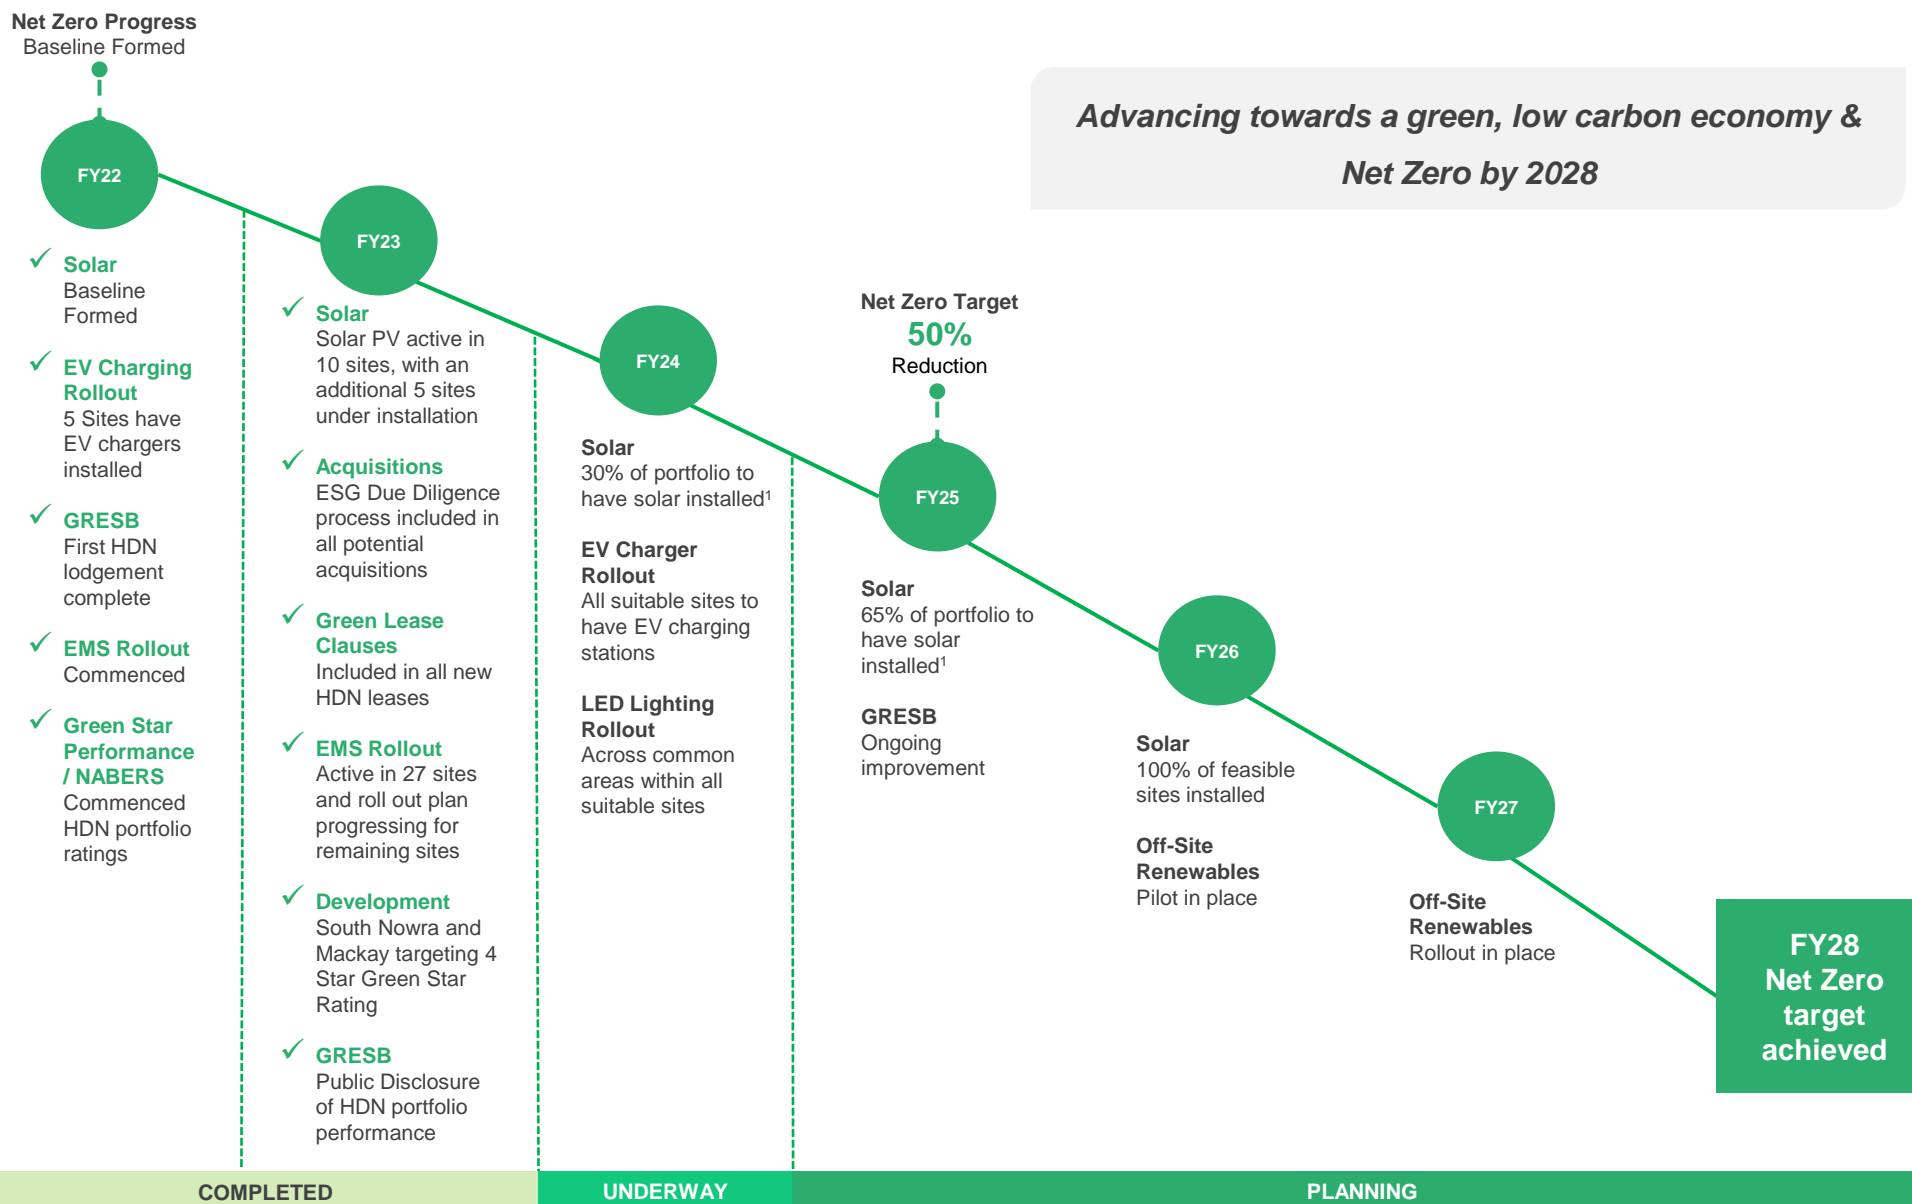 Net Zero Progress
Baseline Formed
Advancing towards a green, low carbon economy &
Net Zero by 2028
FY22
Solar
Baseline
Formed
EV Charging
Rollout
5 Sites have
EV chargers
installed
GRESB
First HDN
lodgement
complete
EMS Rollout
Commenced
Green Star
Performance
/ NABERS
Commenced
HDN portfolio
ratings
FY23
Solar
Solar PV active in
10 sites, with an
additional 5 sites
under installation
Acquisitions
ESG Due Diligence
process included in
all potential
acquisitions
Green Lease
Clauses
Included in all new
HDN leases
EMS Rollout
Active in 27 sites
and roll out plan
progressing for
remaining sites
Development
South Nowra and
Mackay targeting 4
Star Green Star
Rating
GRESB
Public Disclosure
of HDN portfolio
performance
FY24
Solar
30% of portfolio to
have solar installed¹
EV Charger
Rollout
All suitable sites to
have EV charging
stations
LED Lighting
Rollout
Across common
areas within all
suitable sites
Net Zero Target
50%
Reduction
FY25
Solar
65% of portfolio to
have solar
installed¹
GRESB
Ongoing
improvement
FY26
Solar
100% of feasible
sites installed
Off-Site
Renewables
Pilot in place
FY27
Off-Site
Renewables
Rollout in place
FY28
Net Zero
target
achieved
COMPLETED
UNDERWAY
PLANNING